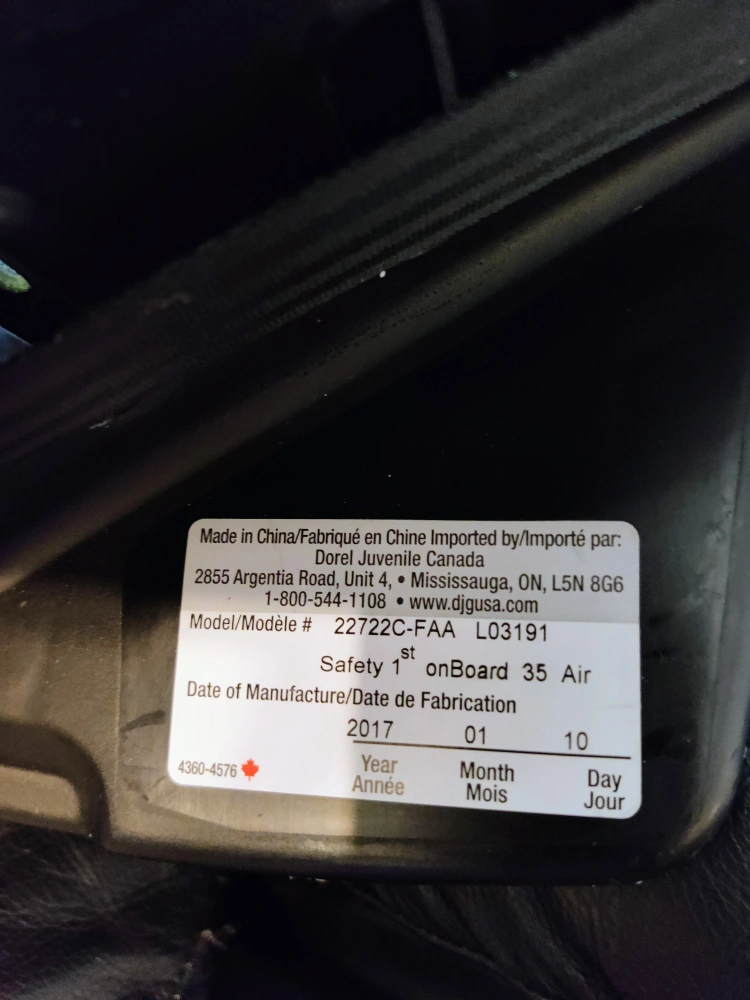 Made in China/Fabriqué en Chine Imported by/Importé par:
Dorel Juvenile Canada
2855 Argentia Road, Unit 4, • Mississauga, ON, L5N 8G6
1-800-544-1108 • www.djgusa.com
Model/Modèle # 22722C-FAA L03191
Safety 1st onBoard 35 Air
Date of Manufacture/Date de Fabrication
2017 01 10
4360-4576 Year Month Day
Année Mois Jour